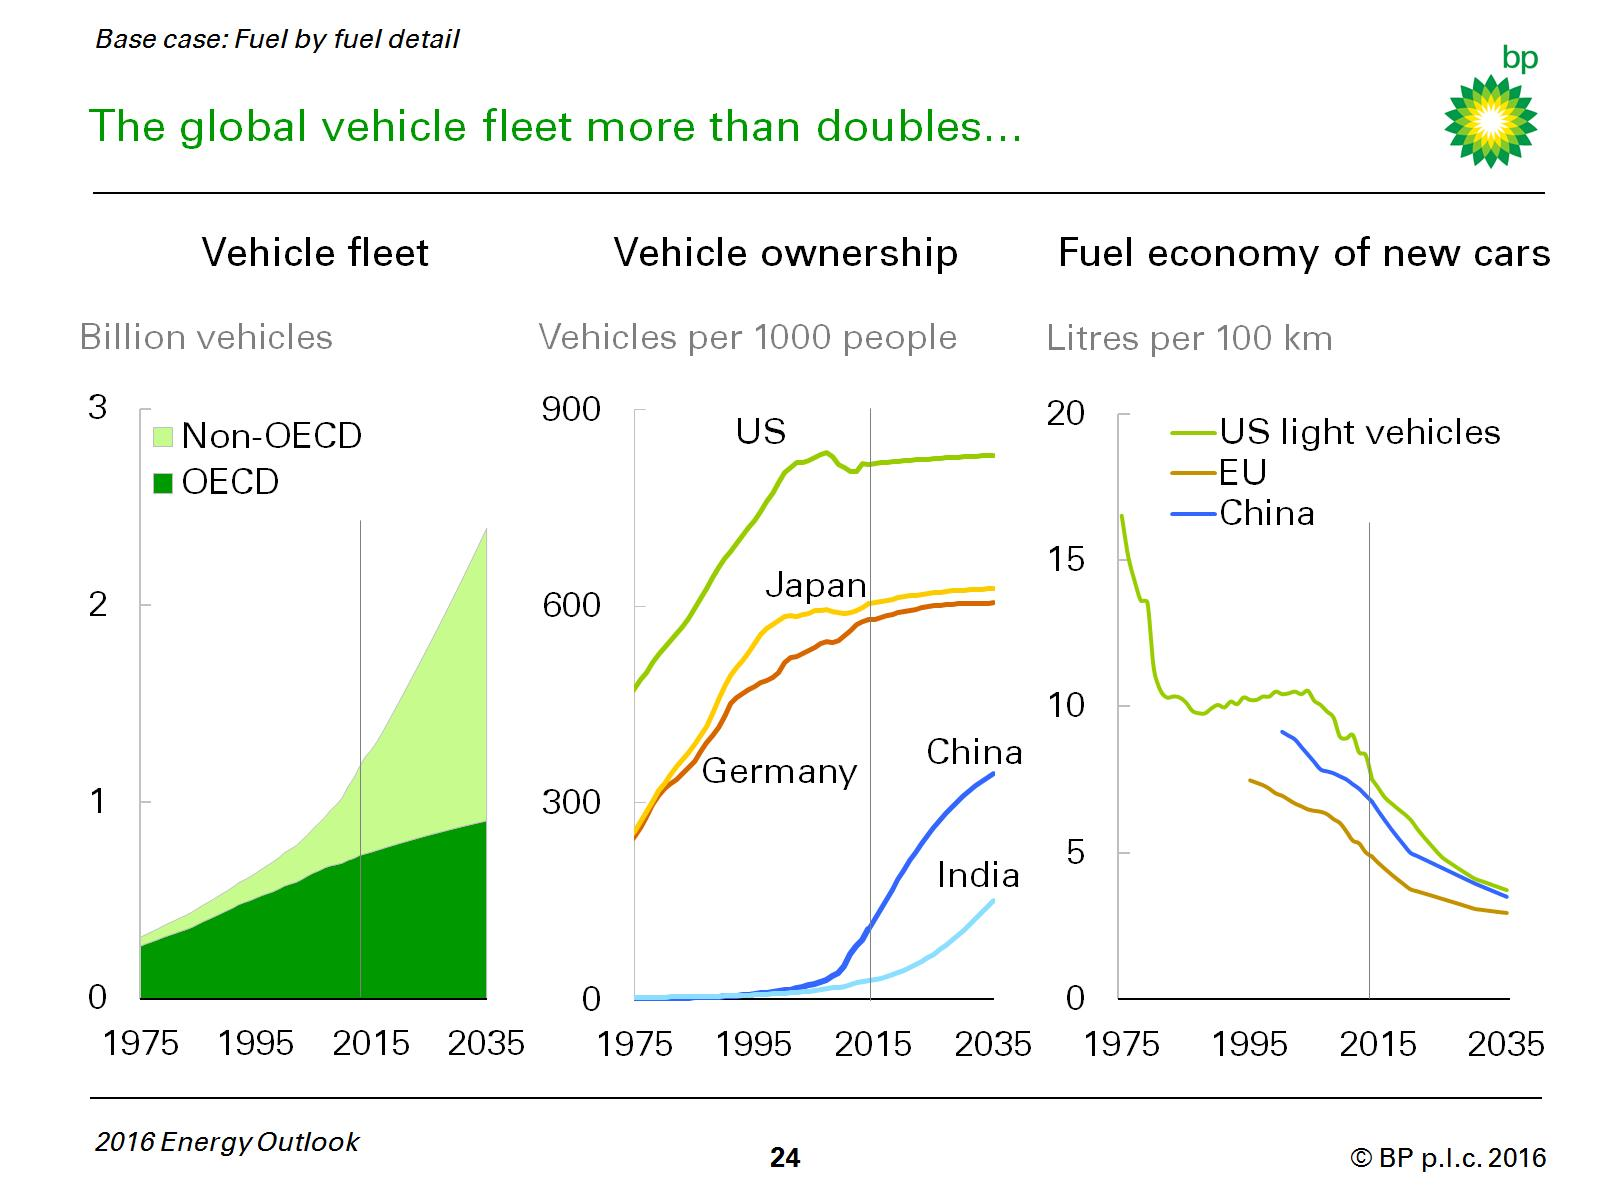 Base case: Fuel by fuel detail
bp
The global vehicle fleet more than doubles…
Vehicle fleet
Billion vehicles
3
2
1
0
Non-OECD
OECD
1975 1995 2015 2035
Vehicle ownership
Vehicles per 1000 people
900
600
300
0
US
Japan
Germany
China
India
1975 1995 2015 2035
Fuel economy of new cars
Litres per 100 km
20
15
10
5
0
US light vehicles
EU
China
1975 1995 2015 2035
2016 Energy Outlook
24
© BP p.l.c. 2016